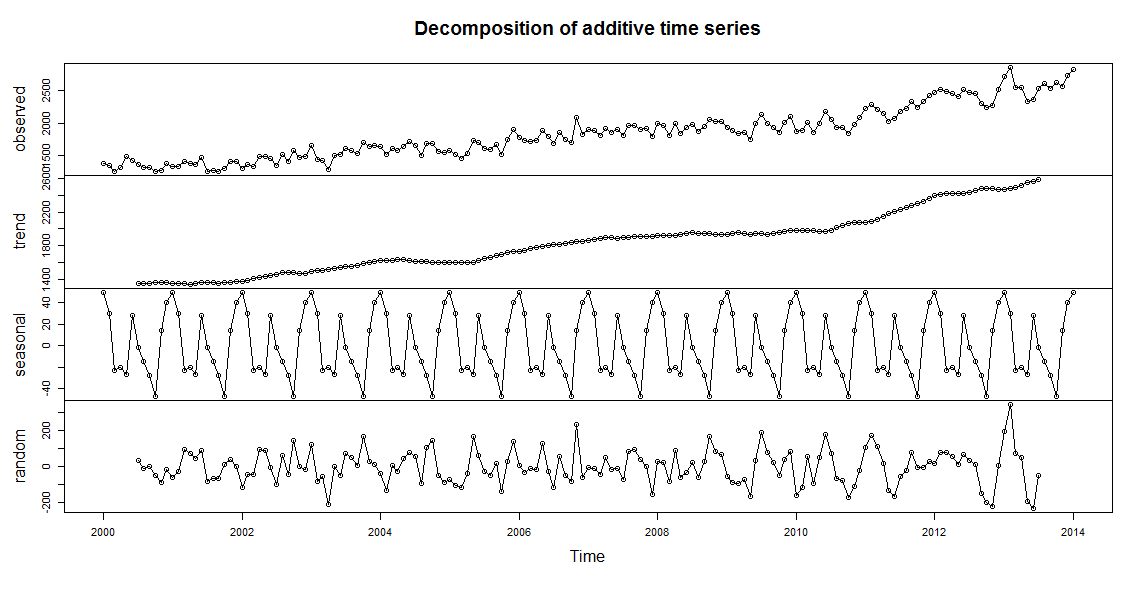 Decomposition of additive time series
observed
1500 2000 2500
trend
1400 1800 2200 2600
seasonal
-40 0 20 40
random
-200 0 200
2000 2002 2004 2006 2008 2010 2012 2014
Time